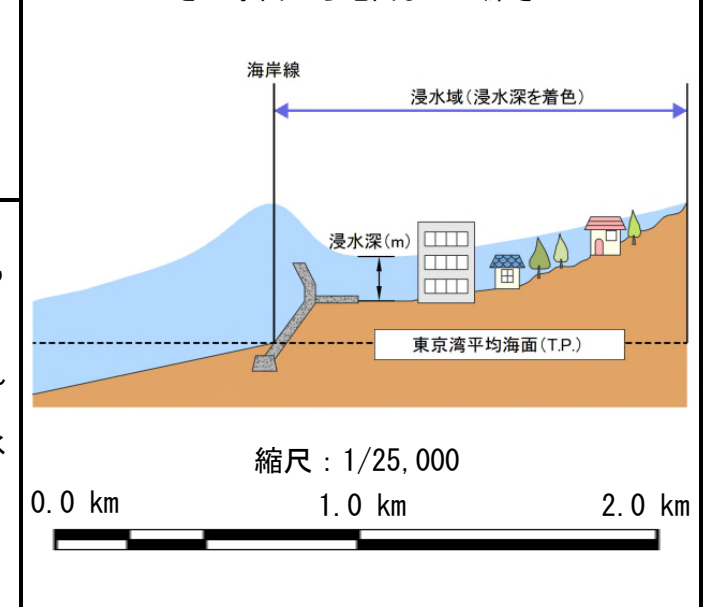 海岸線
浸水域(浸水深を着色)
浸水深(m)
東京湾平均海面(T.P.)
縮尺：1/25,000
0.0 km 1.0 km 2.0 km